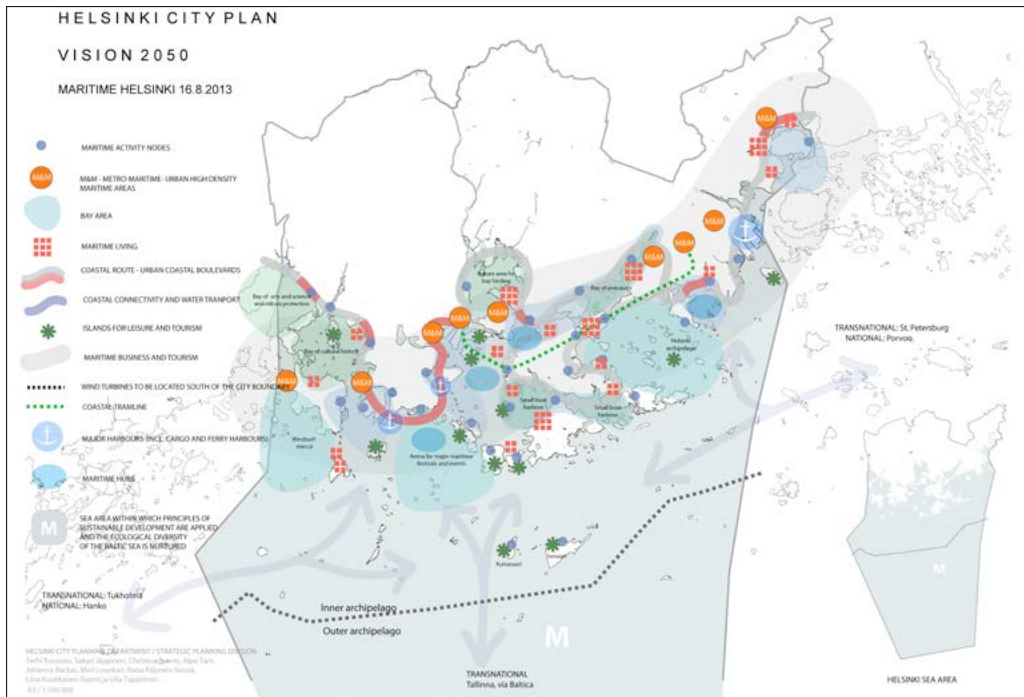 HELSINKI CITY PLAN
VISION 2050
MARITIME HELSINKI 16.8.2013
MARITIME ACTIVITY NODES
M&M
M&M - METRO-MARITIME- URBAN HIGH DENSITY
MARITIME AREAS
BAY AREA
MARITIME LIVING
COASTAL ROUTE - URBAN COASTAL BOULEVARDS
COASTAL CONNECTIVITY AND WATER TRANPORT
ISLANDS FOR LEISURE AND TOURISM
MARITIME BUSINESS AND TOURISM
WIND TURBINES TO BE LOCATED SOUTH OF THE CITY BOUNDARY
COASTAL TRAMLINE
MAJOR HARBOURS (INCL. CARGO AND FERRY HARBOURS)
MARITIME HUBS
M
SEA AREA WITHIN WHICH PRINCIPLES OF
SUSTAINABLE DEVELOPMENT ARE APPLIED
AND THE ECOLOGICAL DIVERSITY
OF THE BALTIC SEA IS NURTURED
TRANSNATIONAL: Tukholma
NATIONAL: Hanko
HELSINKI CITY PLANNING DEPARTMENT / STRATEGIC PLANNING DIVISION
M&M
M&M
M&M
M&M
M&M
M&M
M&M
M&M
M&M
Bay of arts and science
Bay of cultural history
Nature area for
bay birding
Helsinki
archipelago
Small boat
harbour
Small boat
harbour
Windsurf
mecca
Arena for major maritime
festivals and events
TRANSNATIONAL: St. Petersburg
NATIONAL: Porvoo
Inner archipelago
Outer archipelago
M
TRANSNATIONAL
Tallinna, via Baltica
M
HELSINKI SEA AREA